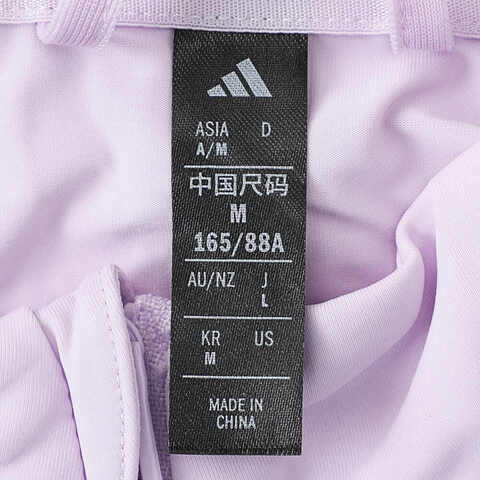 ASIA D
A/M
中国尺码
M
165/88A
AU/NZ J
L
KR US
M
MADE IN
CHINA